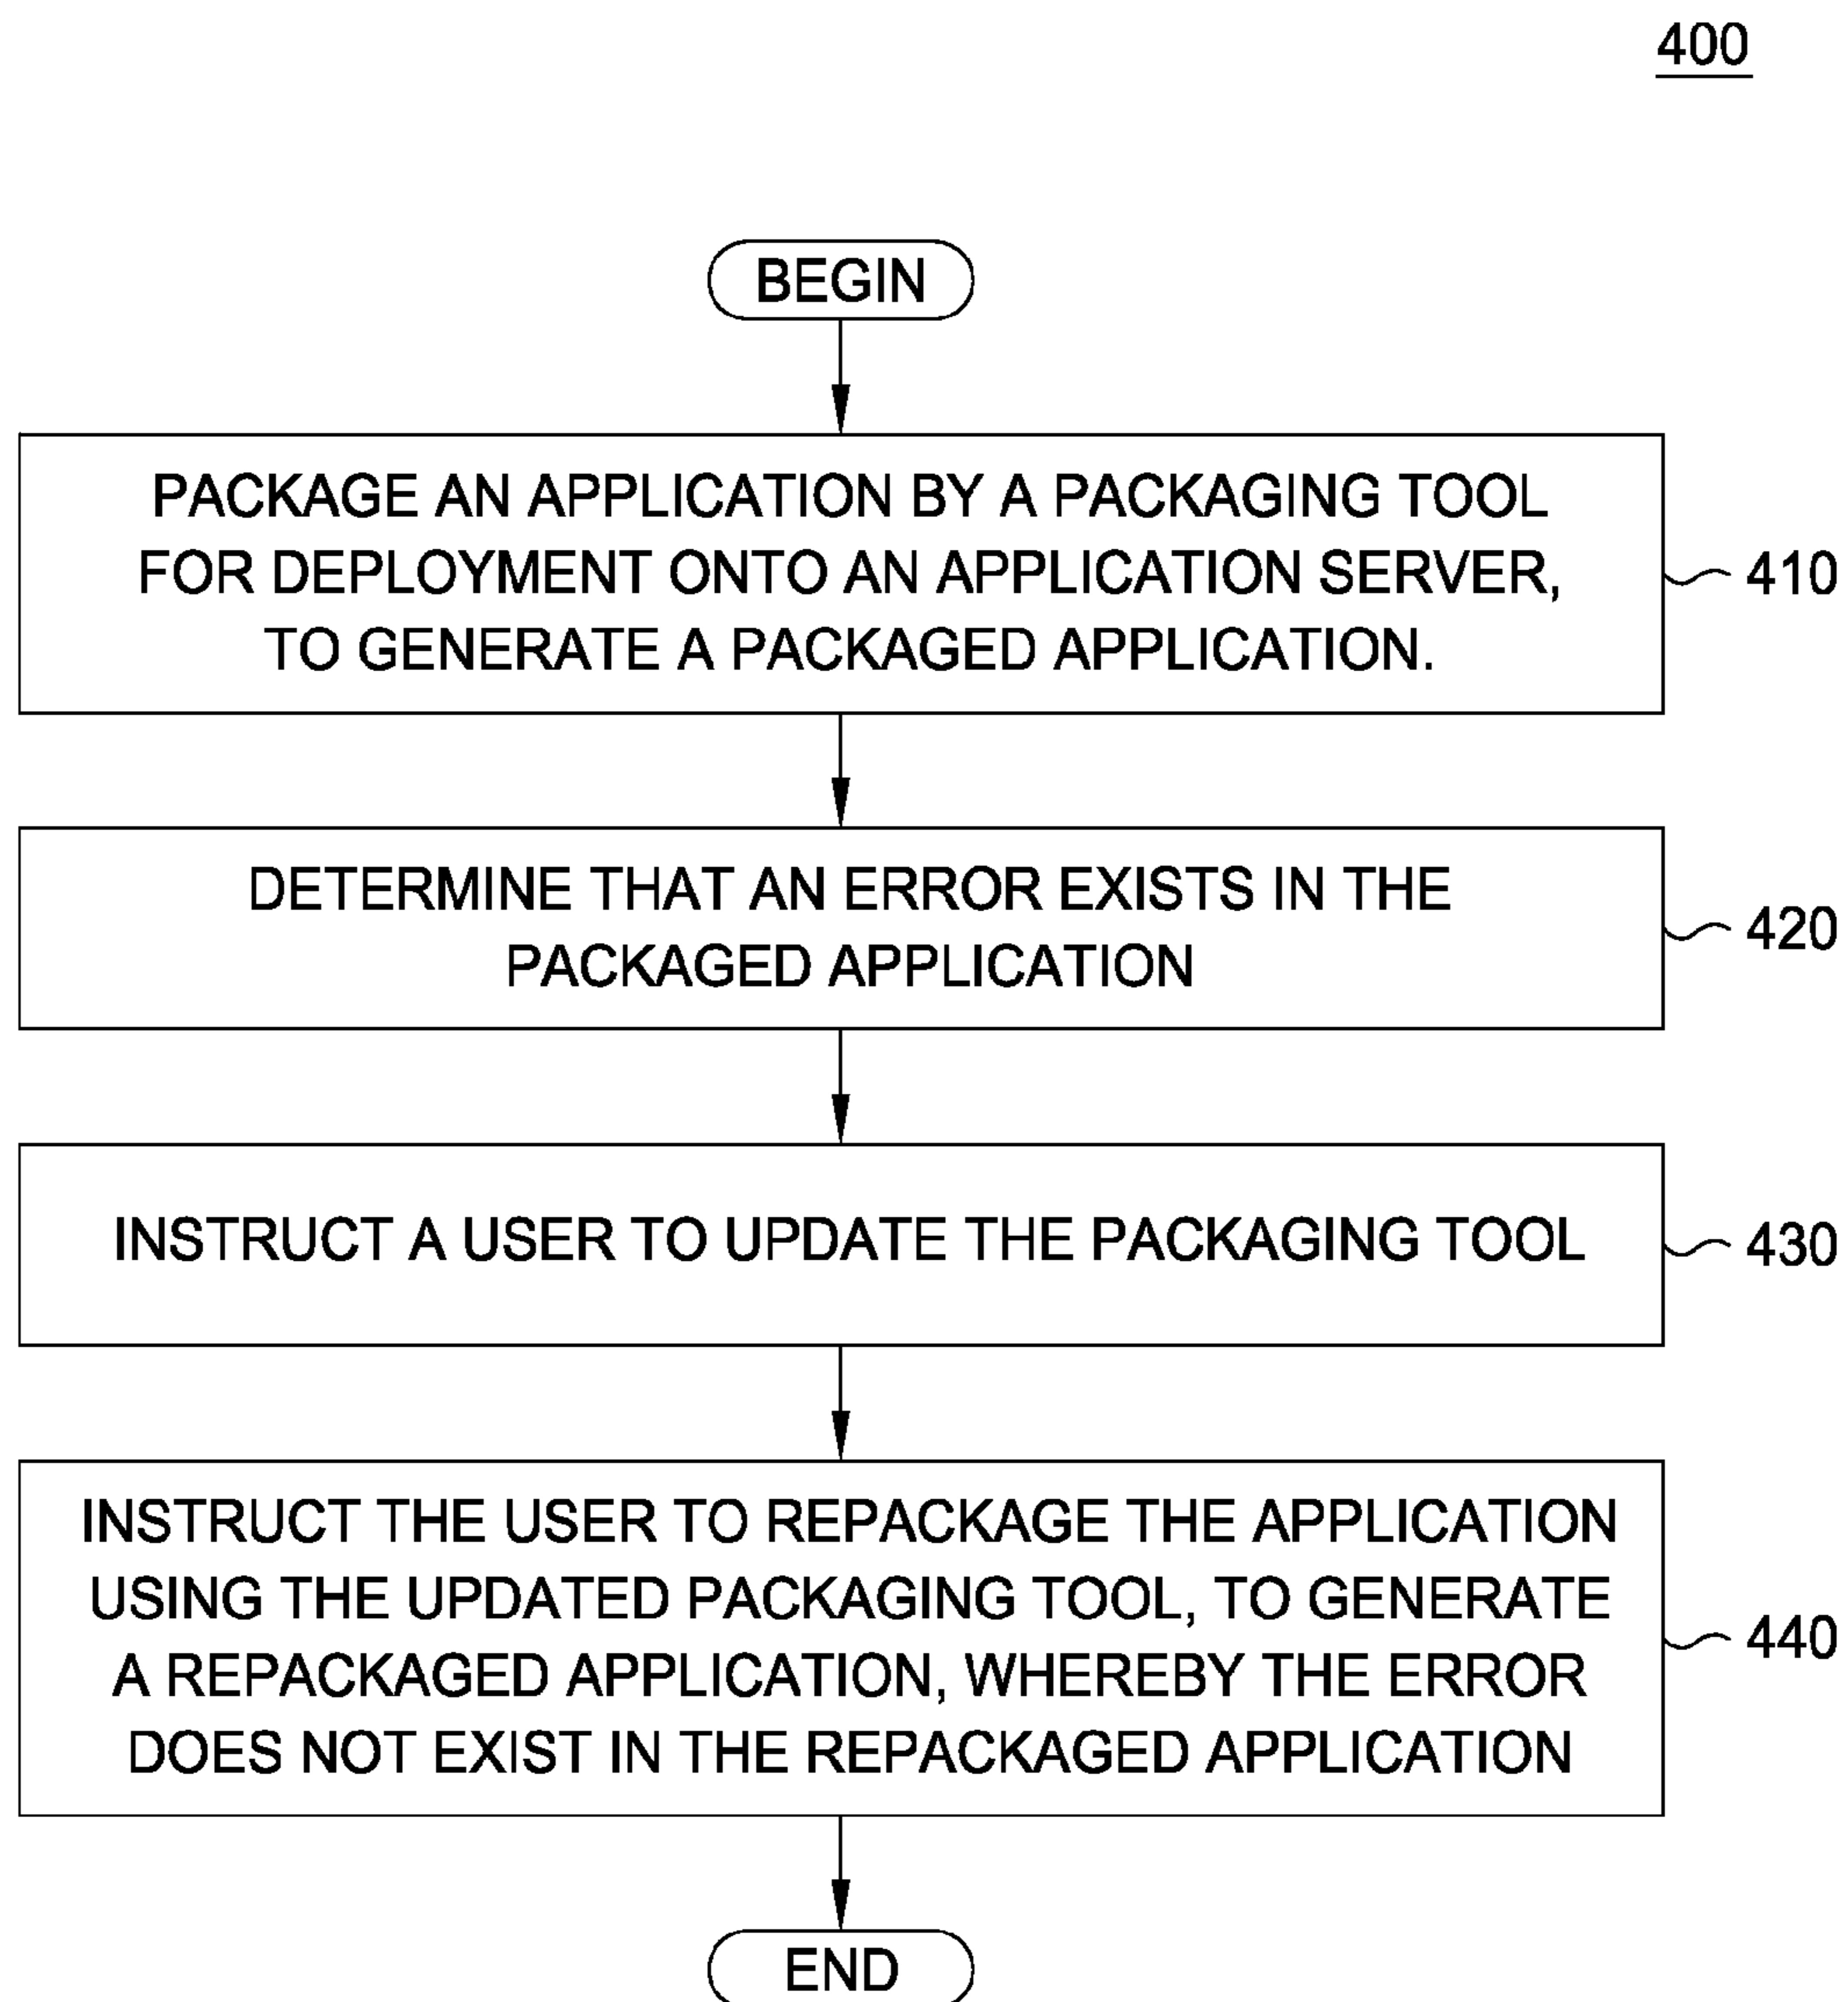 400
BEGIN
PACKAGE AN APPLICATION BY A PACKAGING TOOL
FOR DEPLOYMENT ONTO AN APPLICATION SERVER,
TO GENERATE A PACKAGED APPLICATION.
410
DETERMINE THAT AN ERROR EXISTS IN THE
PACKAGED APPLICATION
420
INSTRUCT A USER TO UPDATE THE PACKAGING TOOL
430
INSTRUCT THE USER TO REPACKAGE THE APPLICATION
USING THE UPDATED PACKAGING TOOL, TO GENERATE
A REPACKAGED APPLICATION, WHEREBY THE ERROR
DOES NOT EXIST IN THE REPACKAGED APPLICATION
440
END